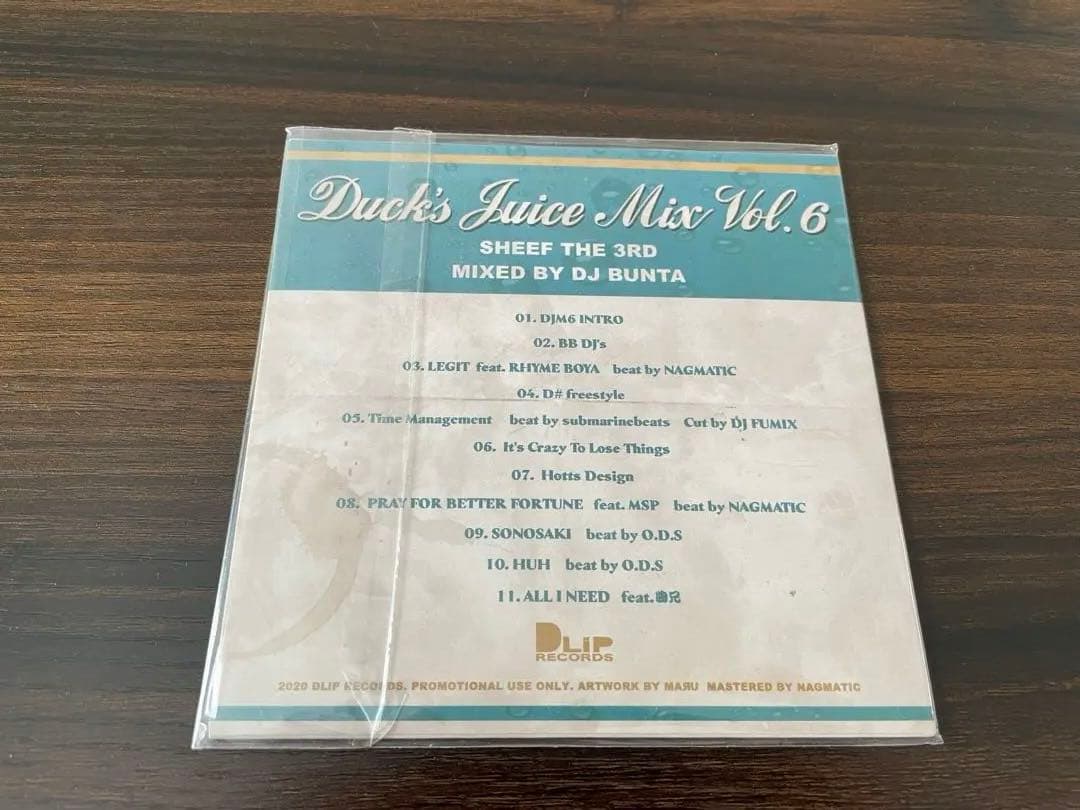 Duck's Juice Mix Vol.6
SHEEF THE 3RD
MIXED BY DJ BUNTA
01. DJM6 INTRO
02. BB DJ's
03. LEGIT feat. RHYME BOYA beat by NAGMATIC
04. D# freestyle
05. Time Management beat by submarinebeats Cut by DJ FUMIX
06. It's Crazy To Lose Things
07. Hotts Design
08. PRAY FOR BETTER FORTUNE feat. MSP beat by NAGMATIC
09. SONOSAKI beat by O.D.S
10. HUH beat by O.D.S
11. ALL I NEED feat.
DLiP
RECORDS
2020 DLIP RECORDS. PROMOTIONAL USE ONLY. ARTWORK BY MAЯU MASTERED BY NAGMATIC